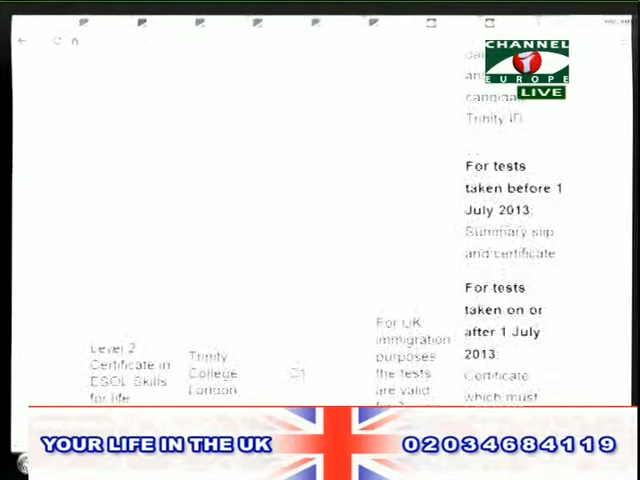 CHANNEL
EUROPE
LIVE
and
Trinity ID
For tests
taken before 1
July 2013:
Summary slip
and certificate
For tests
taken on or
after 1 July
2013:
Certificate
which must
For UK
immigration
purposes
the tests
are valid
Level 2
Certificate in
ESOL Skills
for life
Trinity
College
London
C1
YOUR LIFE IN THE UK
02034684119